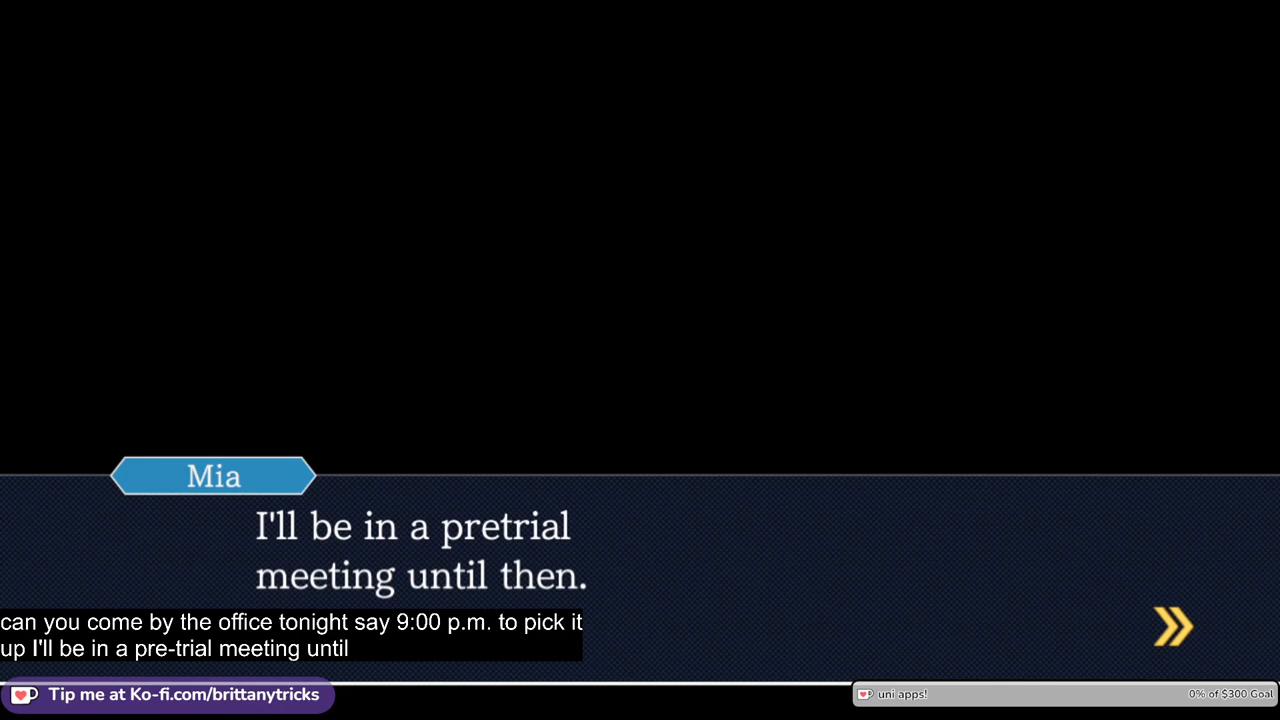 Mia
I'll be in a pretrial
meeting until then.
can you come by the office tonight say 9:00 p.m. to pick it
up I'll be in a pre-trial meeting until
Tip me at Ko-fi.com/brittanytricks
uni apps!
0% of $300 Goal